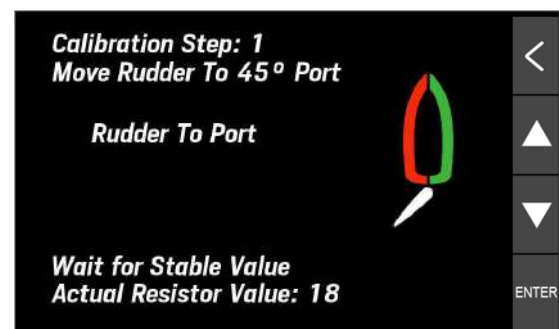 Calibration Step: 1
Move Rudder To 45º Port
Rudder To Port
Wait for Stable Value
Actual Resistor Value: 18
ENTER